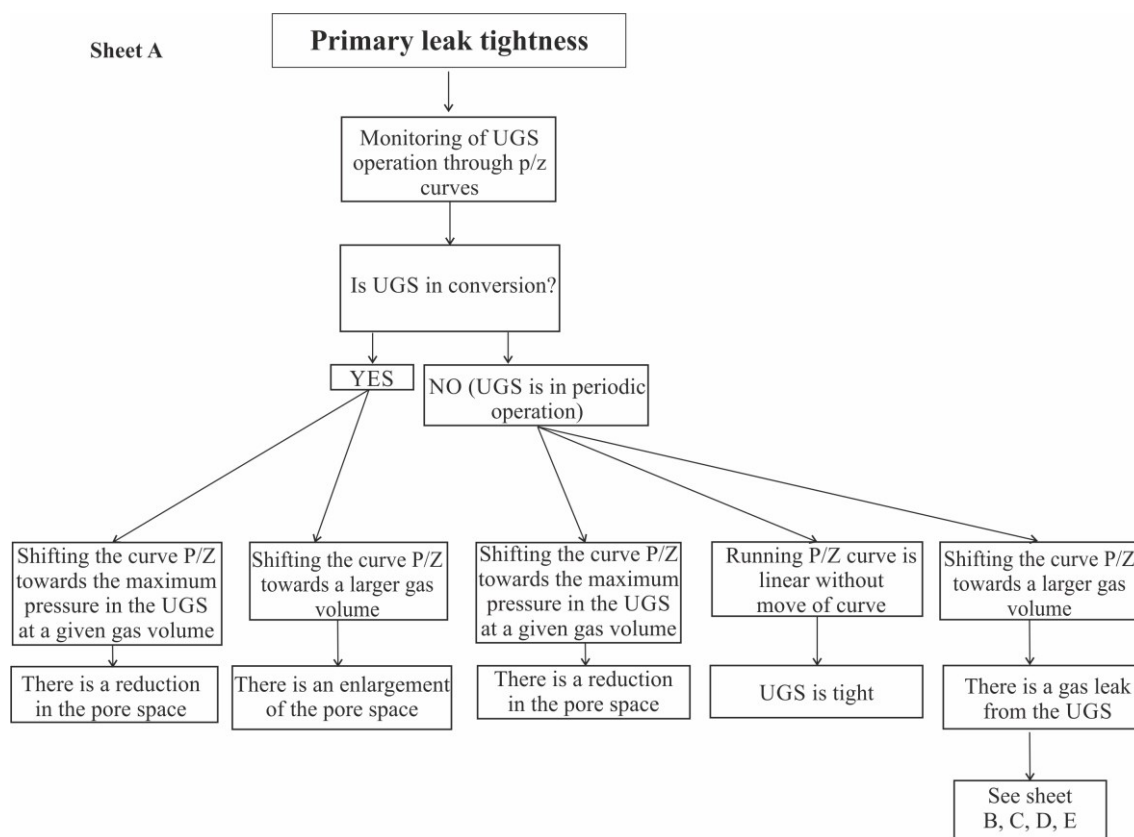 Sheet A
Primary leak tightness
Monitoring of UGS
operation through p/z
curves
Is UGS in conversion?
YES
NO (UGS is in periodic
operation)
Shifting the curve P/Z
towards the maximum
pressure in the UGS
at a given gas volume
Shifting the curve P/Z
towards a larger gas
volume
Shifting the curve P/Z
towards the maximum
pressure in the UGS
at a given gas volume
Running P/Z curve is
linear without
move of curve
Shifting the curve P/Z
towards a larger gas
volume
There is a reduction
in the pore space
There is an enlargement
of the pore space
There is a reduction
in the pore space
UGS is tight
There is a gas leak
from the UGS
See sheet
B, C, D, E